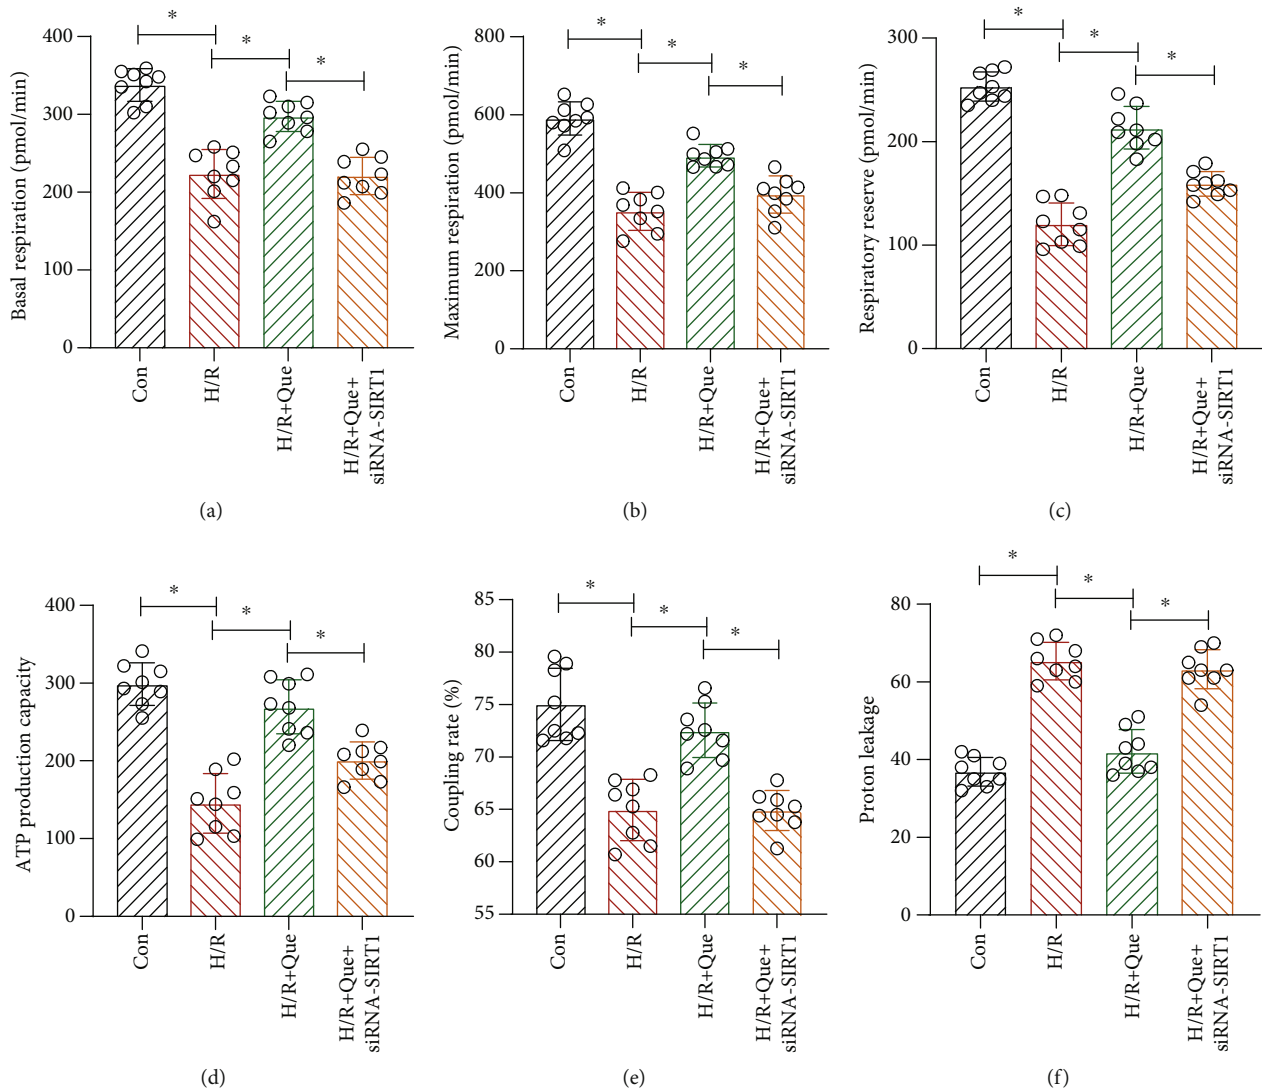 Basal respiration (pmol/min)
400
300
200
100
0
*
*
*
Con
H/R
H/R+Que
H/R+Que+
siRNA-SIRT1
(a)
Maximum respiration (pmol/min)
800
600
400
200
0
*
*
*
Con
H/R
H/R+Que
H/R+Que+
siRNA-SIRT1
(b)
Respiratory reserve (pmol/min)
300
200
100
0
*
*
*
Con
H/R
H/R+Que
H/R+Que+
siRNA-SIRT1
(c)
ATP production capacity
400
300
200
100
0
*
*
*
Con
H/R
H/R+Que
H/R+Que+
siRNA-SIRT1
(d)
Coupling rate (%)
85
80
75
70
65
60
55
*
*
*
Con
H/R
H/R+Que
H/R+Que+
siRNA-SIRT1
(e)
Proton leakage
80
60
40
20
0
*
*
*
Con
H/R
H/R+Que
H/R+Que+
siRNA-SIRT1
(f)